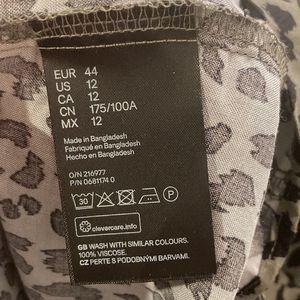 EUR 44
US 12
CA 12
CN 175/100A
MX 12
Made in Bangladesh
Fabriqué en Bangladesh
Hecho en Bangladesh
O/N 216977
P/N 0681174 0
30
P
clevercare.info
GB WASH WITH SIMILAR COLOURS.
100% VISCOSE.
CZ PERTE S PODOBNÝMI BARVAMI.